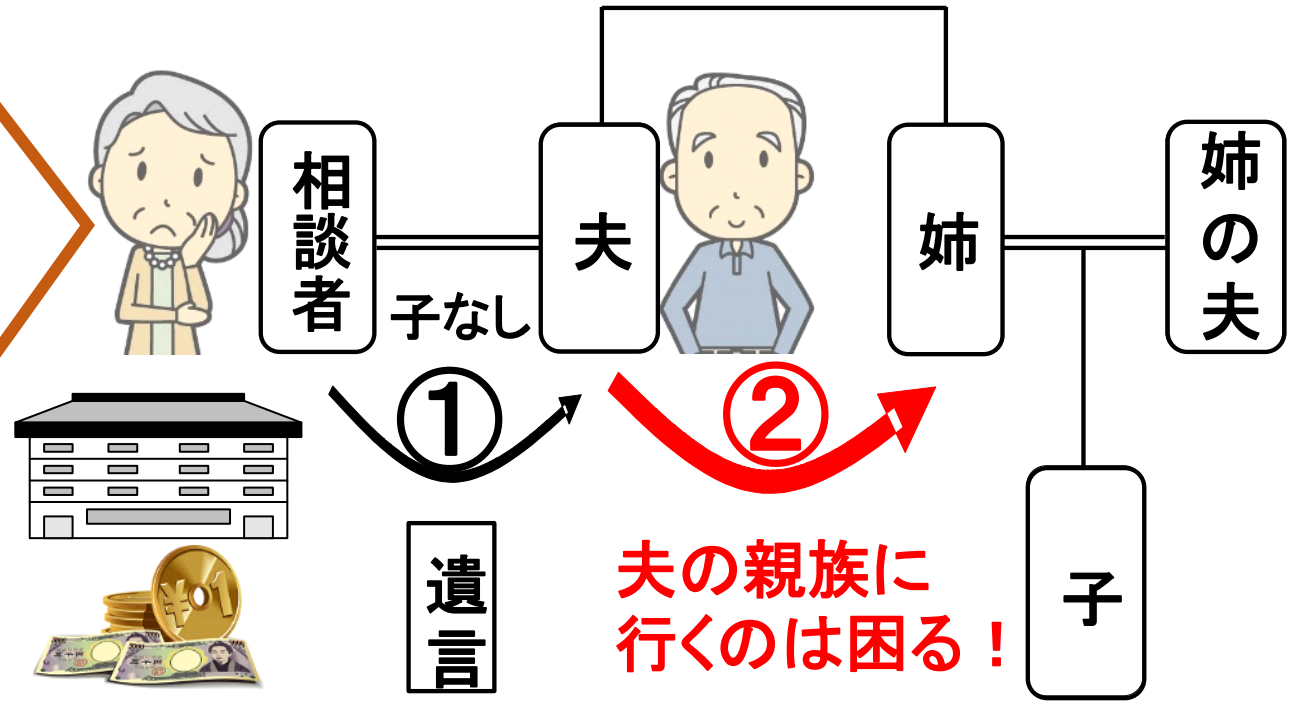 相談者
夫
姉
姉の夫
子なし
①
②
遺言
夫の親族に
行くのは困る！
子
¥ 1